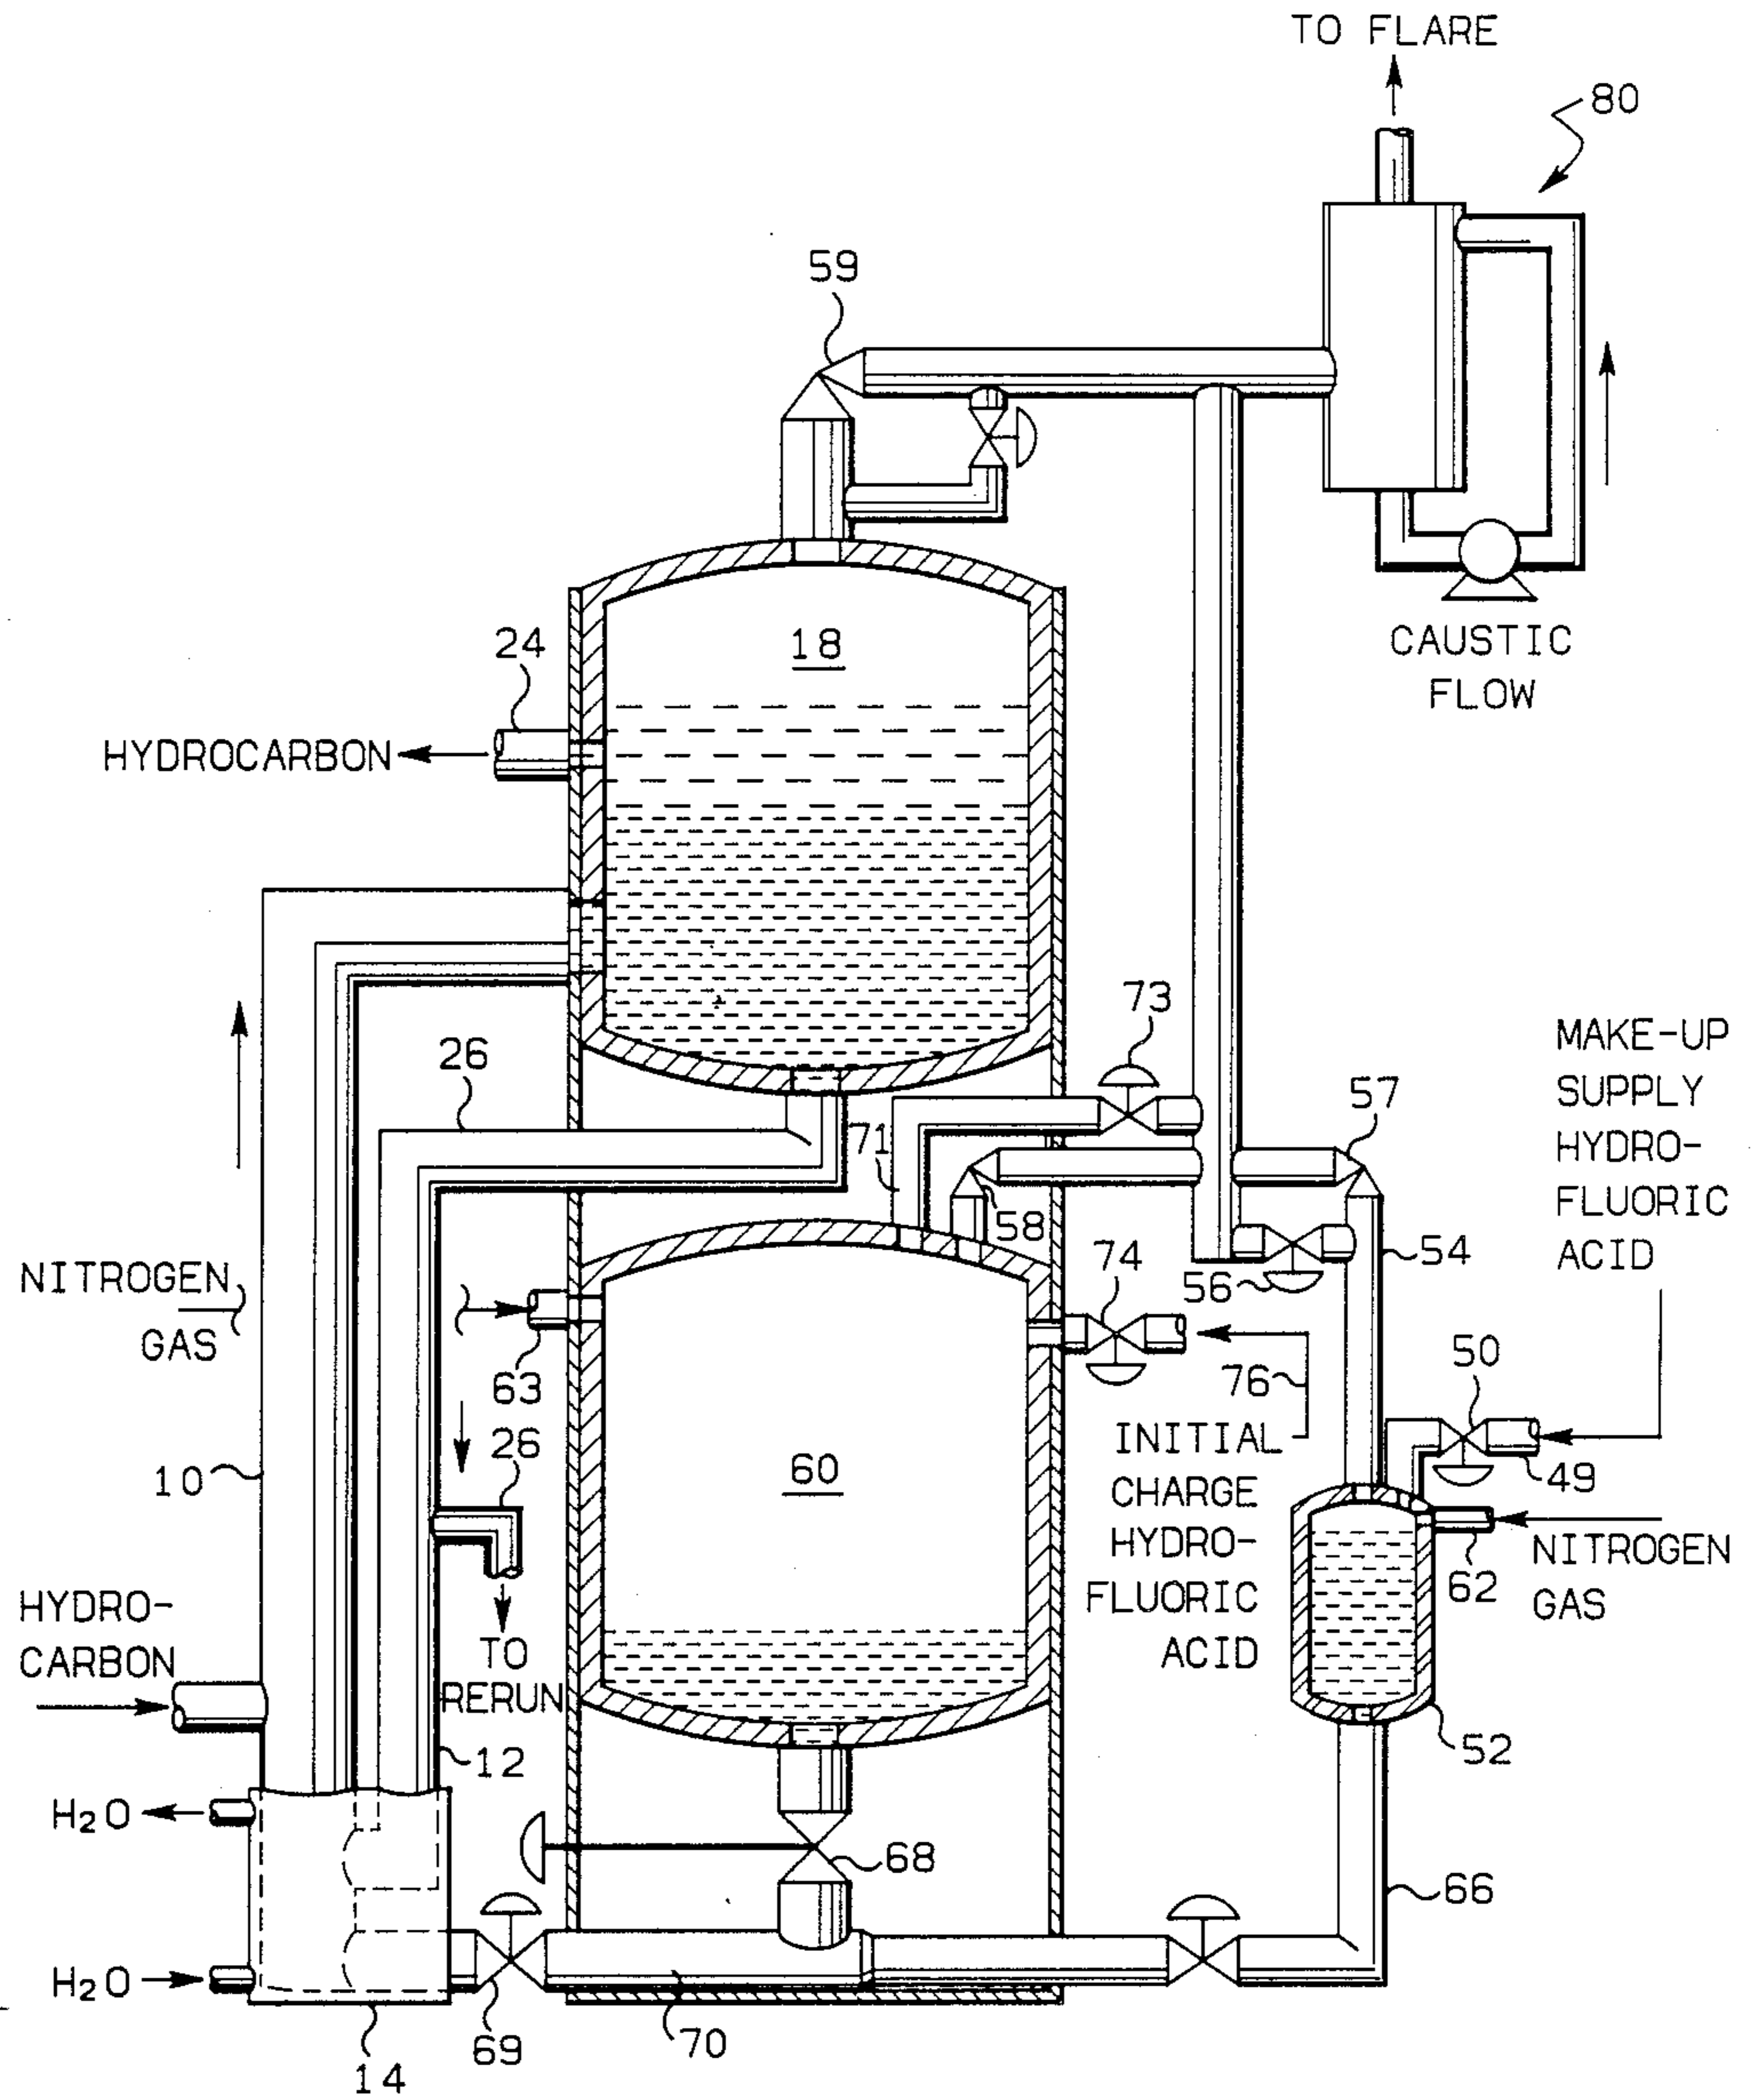 TO FLARE
80
59
CAUSTIC
FLOW
18
24
HYDROCARBON
73
MAKE-UP
SUPPLY
HYDRO-
FLUORIC
ACID
26
57
71
58
54
56
74
NITROGEN
GAS
63
76
50
INITIAL
CHARGE
HYDRO-
FLUORIC
ACID
49
10
26
60
NITROGEN
GAS
62
HYDRO-
CARBON
TO
RERUN
12
52
H2O
68
66
H2O
69
70
14